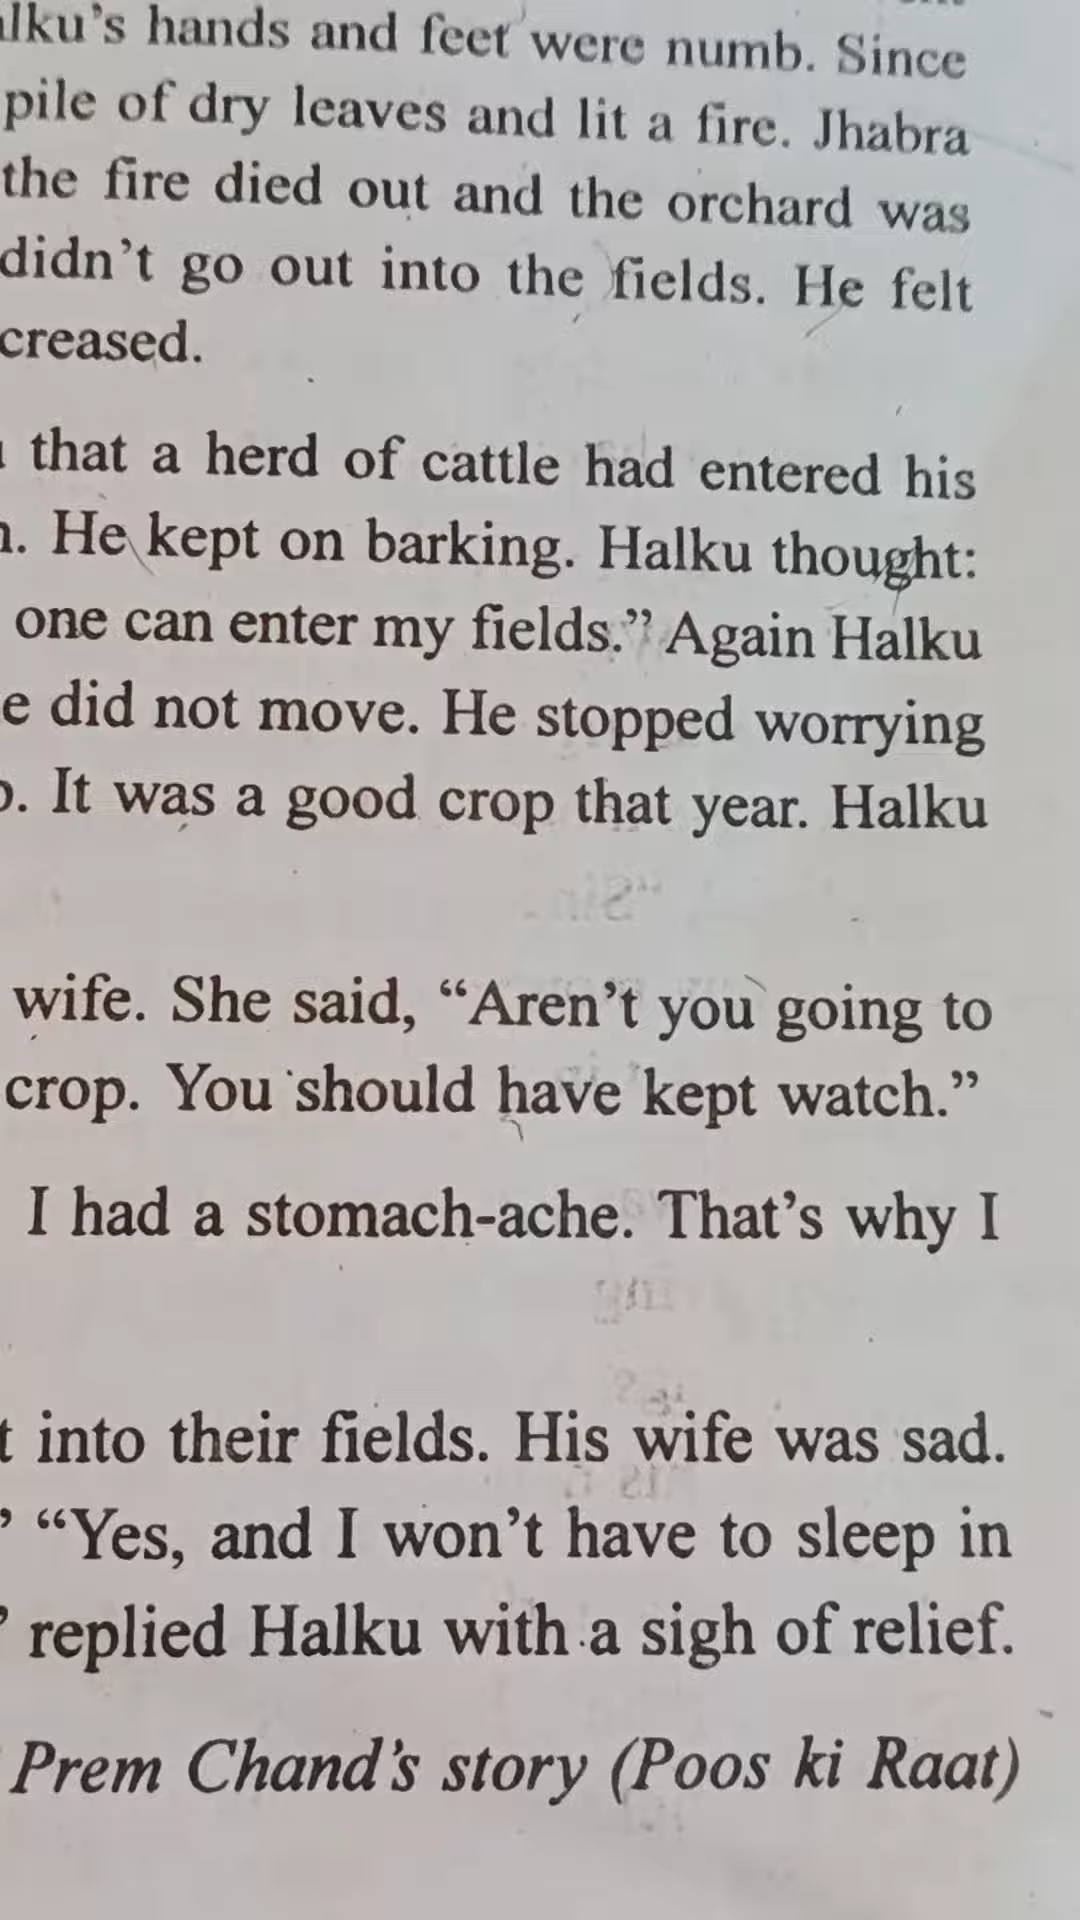 hands and feet were numb. Since
pile of dry leaves and lit a fire. Jhabra
the fire died out and the orchard was
didn't go out into the fields. He felt
creased.
that a herd of cattle had entered his
He kept on barking. Halku thought:
one can enter my fields.” Again Halku
did not move. He stopped worrying
It was a good crop that year. Halku
wife. She said, “Aren't you going to
crop. You should have kept watch.”
I had a stomach-ache. That's why I
into their fields. His wife was sad.
“Yes, and I won't have to sleep in
replied Halku with a sigh of relief.
Prem Chand's story (Poos ki Raat)